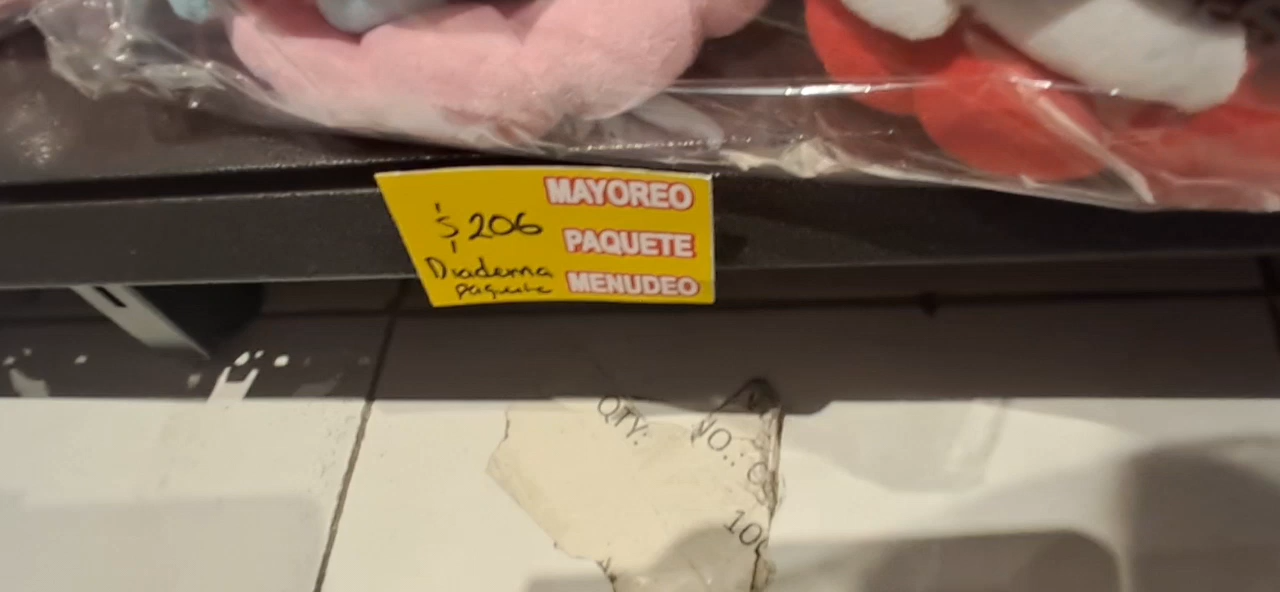 MAYOREO
$206
PAQUETE
Diadema
paquete
MENUDEO
QTY:
NO.: C
100